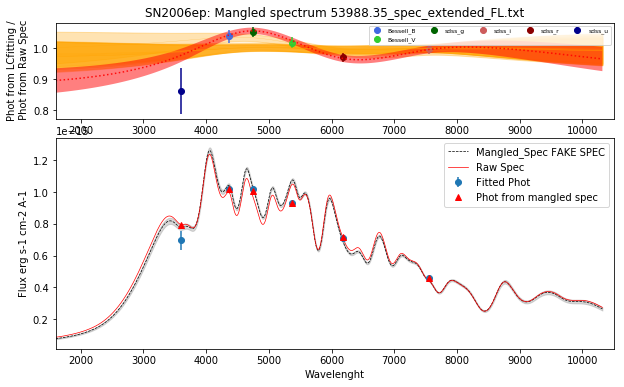 SN2006ep: Mangled spectrum 53988.35_spec_extended_FL.txt
Phot from LCfitting /
Phot from Raw Spec
1.0
0.9
0.8
Bessell_B
Bessell_V
sdss_g
sdss_i
sdss_r
sdss_u
2000 3000 4000 5000 6000 7000 8000 9000 10000
Flux erg s-1 cm-2 A-1
1.2
1.0
0.8
0.6
0.4
0.2
Mangled_Spec FAKE SPEC
Raw Spec
Fitted Phot
Phot from mangled spec
2000 3000 4000 5000 6000 7000 8000 9000 10000
Wavelenght